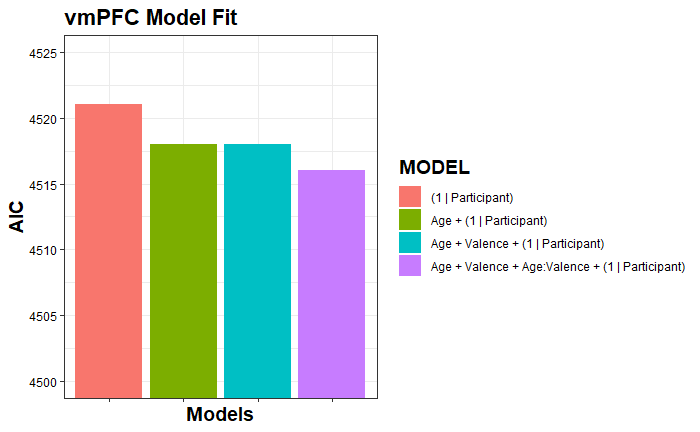 vmPFC Model Fit
4525
4520
4515
4510
4505
4500
AIC
Models
MODEL
(1 | Participant)
Age + (1 | Participant)
Age + Valence + (1 | Participant)
Age + Valence + Age:Valence + (1 | Participant)